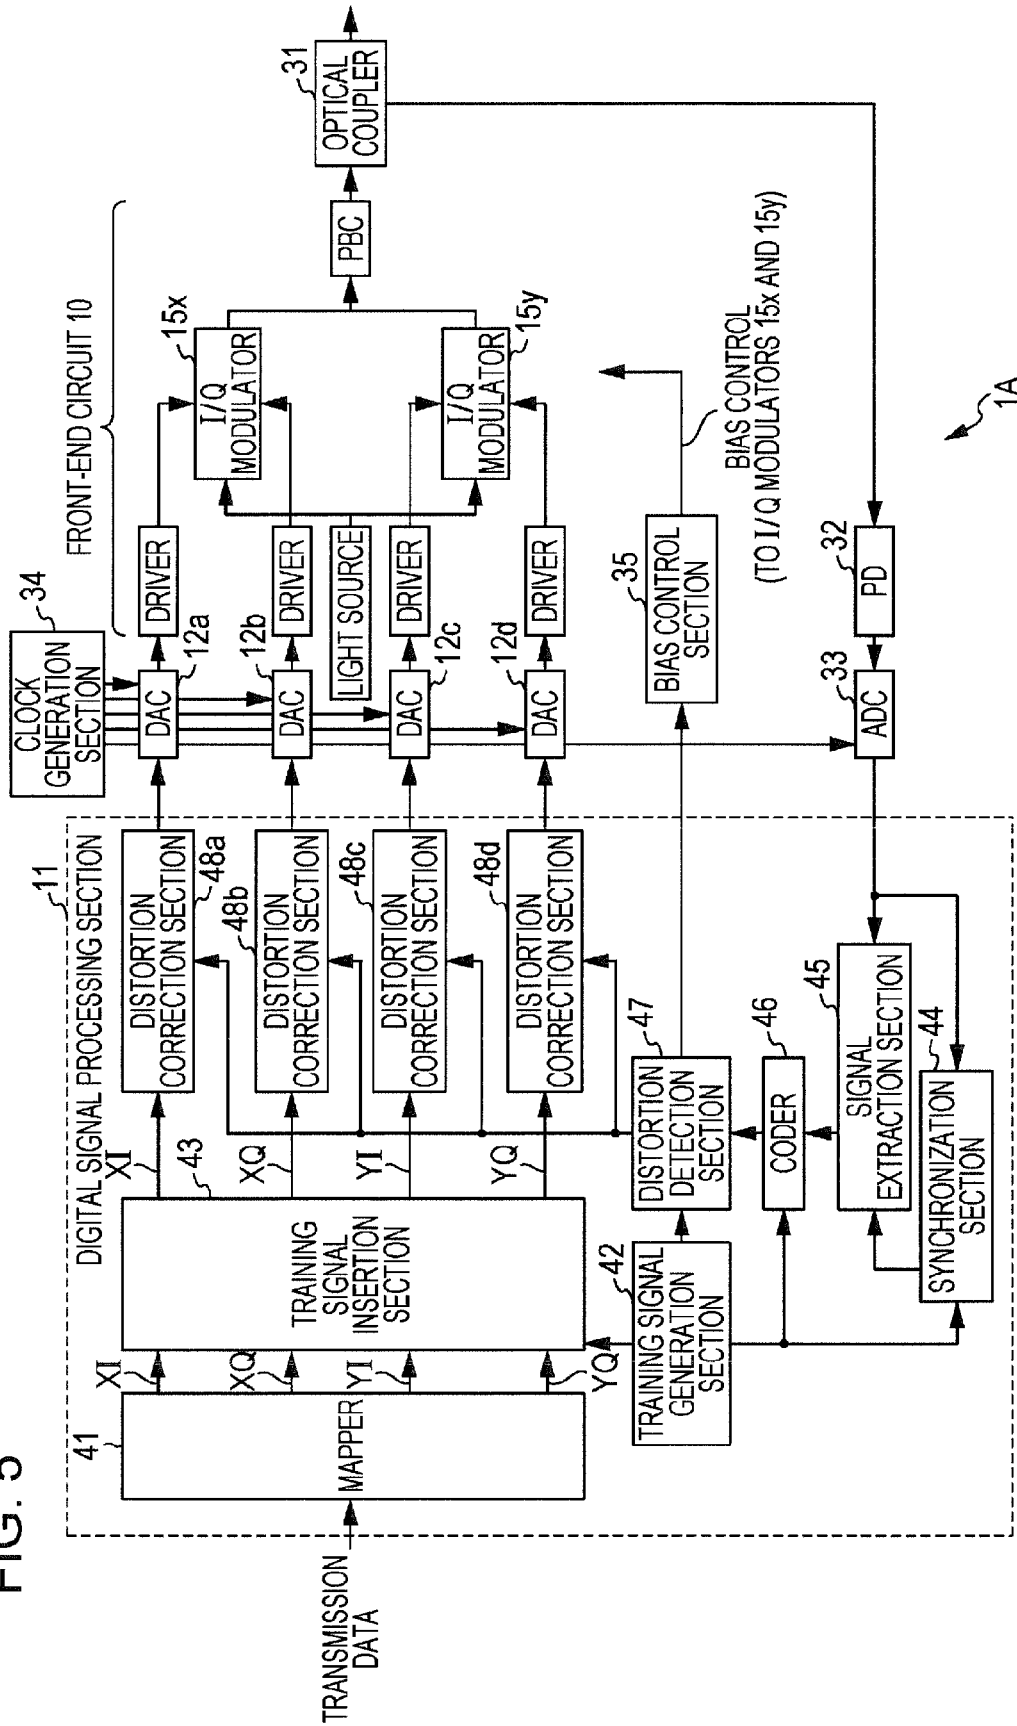 FIG. 5
1A
DIGITAL SIGNAL PROCESSING SECTION
11
TRANSMISSION
DATA
41
MAPPER
XI
XQ
YI
YQ
43
TRAINING
SIGNAL
INSERTION
SECTION
XI
XQ
YI
YQ
DISTORTION
CORRECTION SECTION
48a
DISTORTION
CORRECTION SECTION
48b
DISTORTION
CORRECTION SECTION
48c
DISTORTION
CORRECTION SECTION
48d
42
TRAINING SIGNAL
GENERATION
SECTION
47
DISTORTION
DETECTION
SECTION
46
CODER
45
SIGNAL
EXTRACTION SECTION
44
SYNCHRONIZATION
SECTION
34
CLOCK
GENERATION
SECTION
DAC
12a
DAC
12b
DAC
12c
DAC
12d
FRONT-END CIRCUIT 10
DRIVER
DRIVER
LIGHT SOURCE
DRIVER
DRIVER
15x
I/Q
MODULATOR
15y
I/Q
MODULATOR
PBC
31
OPTICAL
COUPLER
35
BIAS CONTROL
SECTION
BIAS CONTROL
(TO I/Q MODULATORS 15x AND 15y)
32
PD
33
ADC